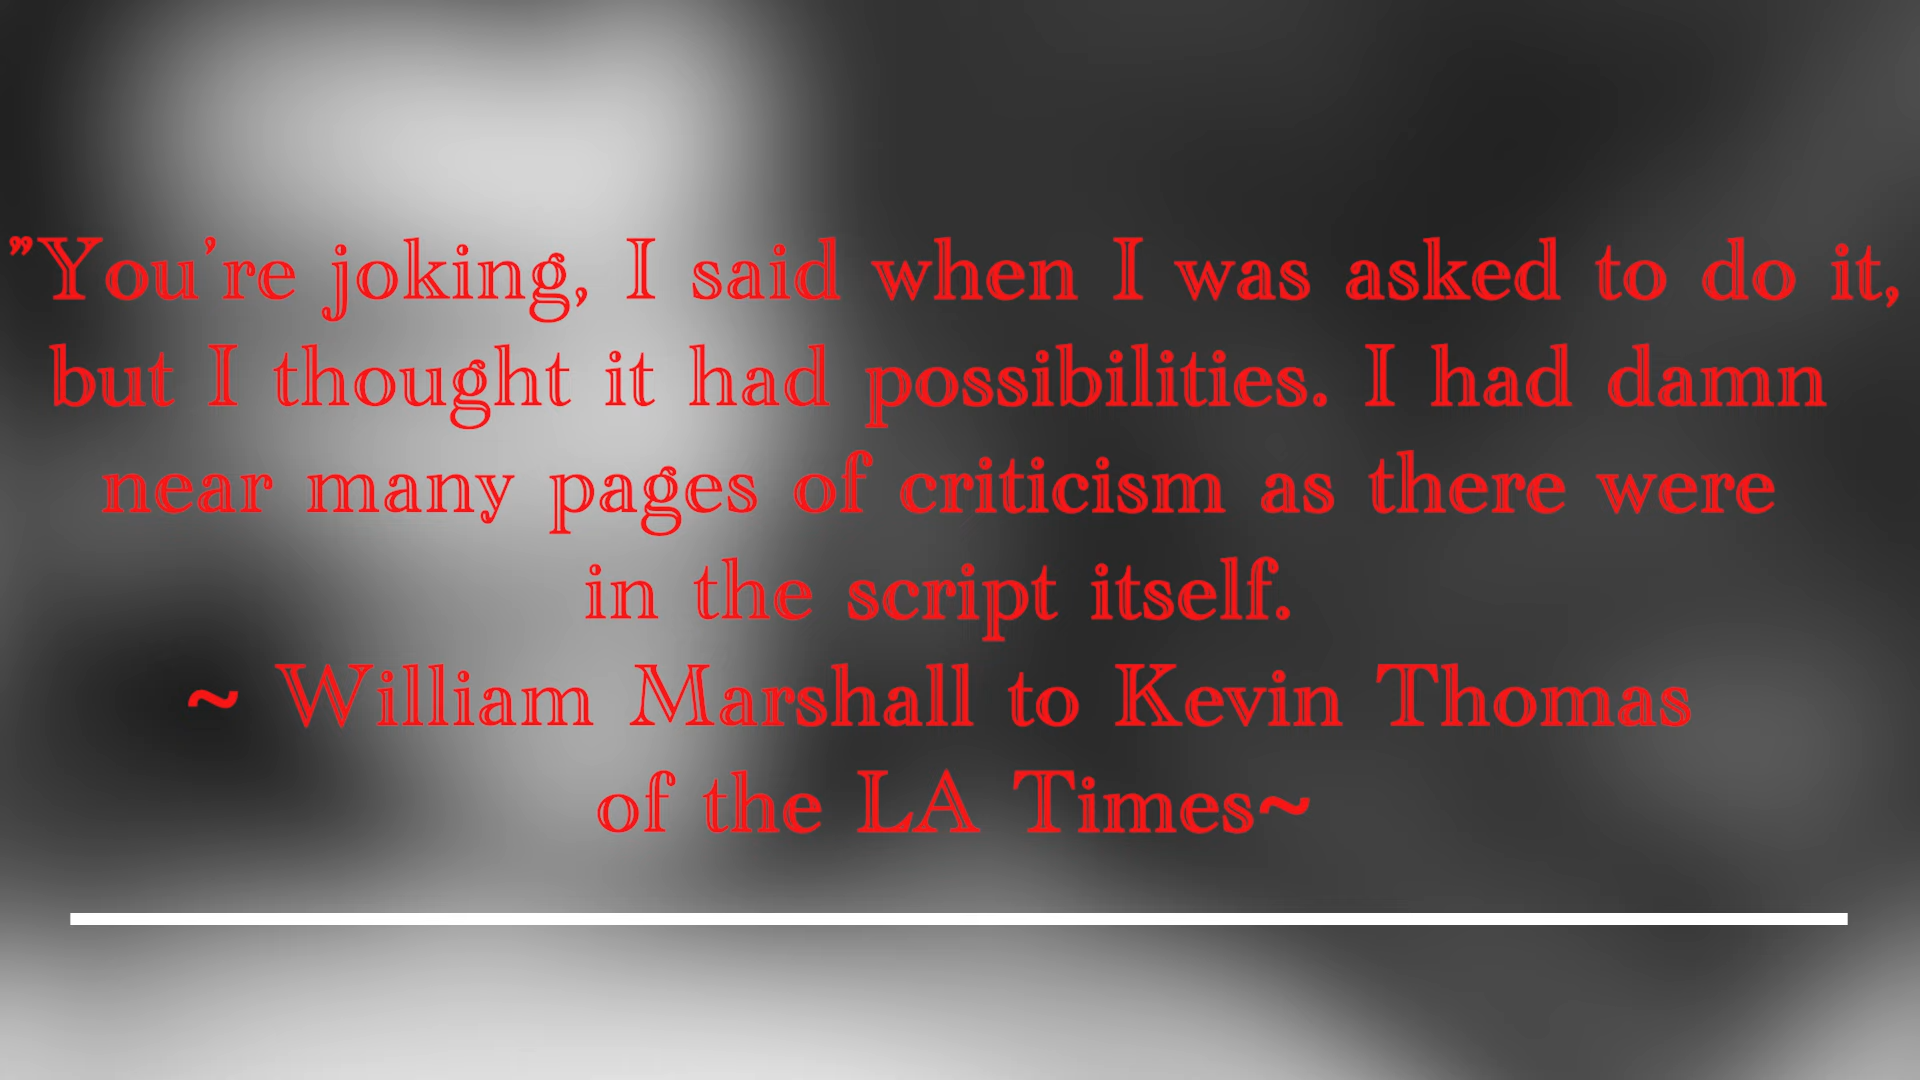 "You're joking, I said when I was asked to do it,
but I thought it had possibilities. I had damn
near many pages of criticism as there were
in the script itself.
~ William Marshall to Kevin Thomas
of the LA Times~